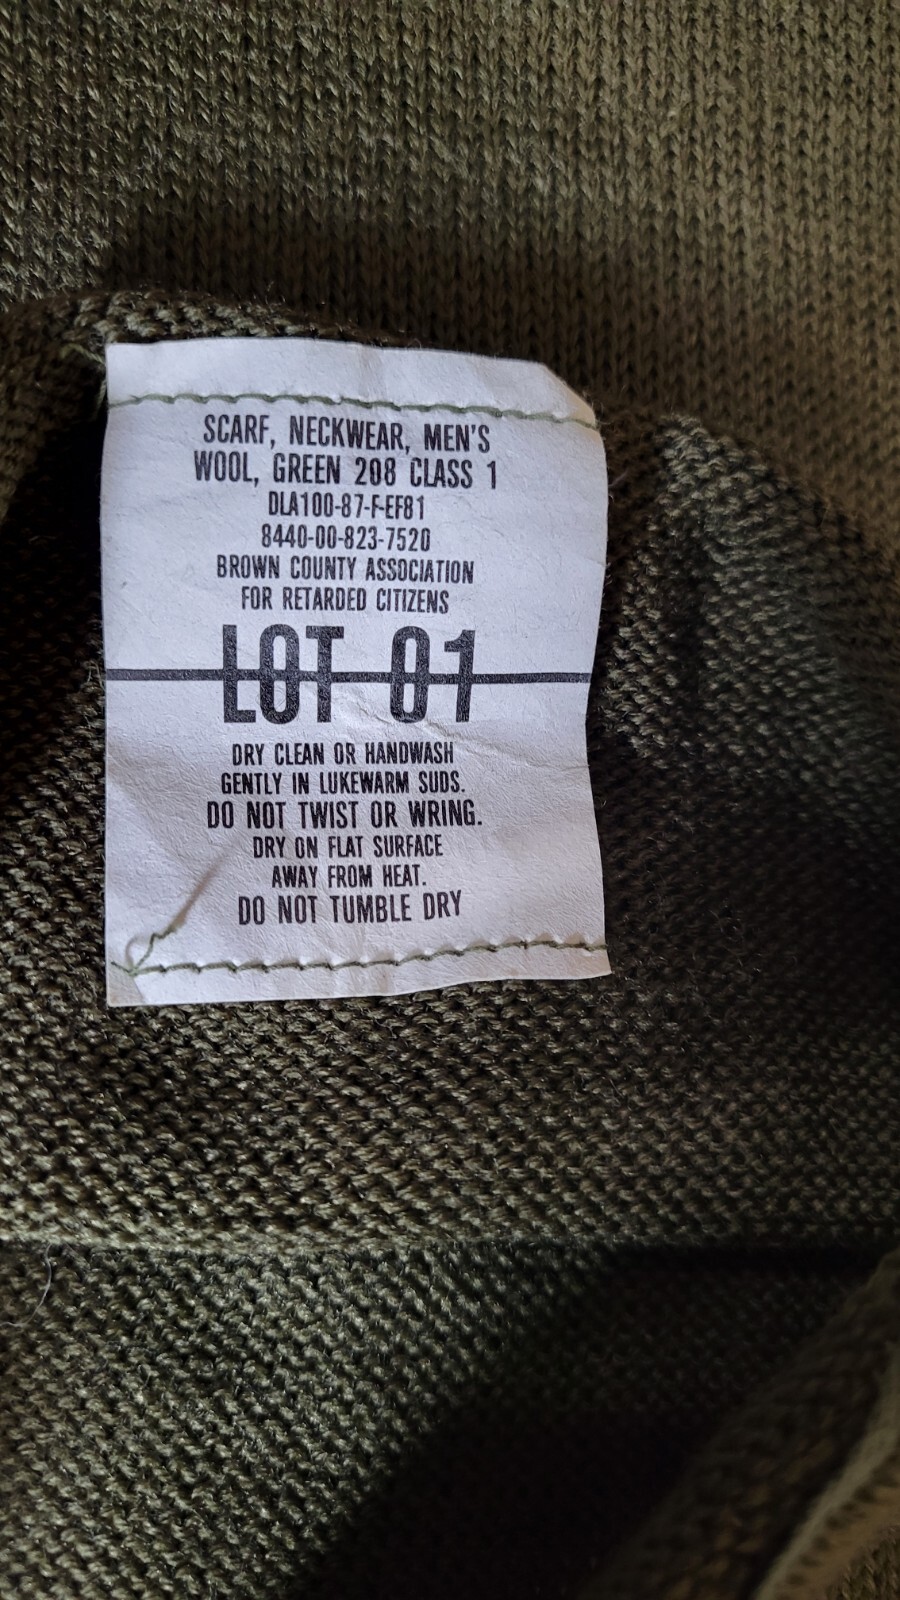 SCARF, NECKWEAR, MEN'S
WOOL, GREEN 208 CLASS 1
DLA100-87-F-EF81
8440-00-823-7520
BROWN COUNTY ASSOCIATION
FOR RETARDED CITIZENS
LOT 01
DRY CLEAN OR HANDWASH
GENTLY IN LUKEWARM SUDS.
DO NOT TWIST OR WRING.
DRY ON FLAT SURFACE
AWAY FROM HEAT.
DO NOT TUMBLE DRY